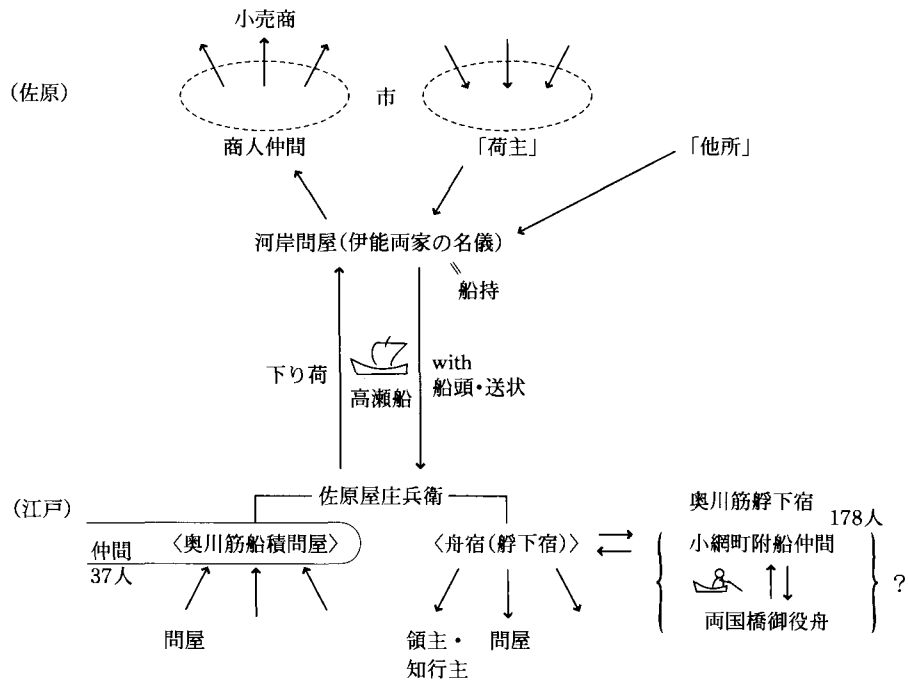 小売商
(佐原)
市
商人仲間
「荷主」
「他所」
河岸問屋(伊能両家の名儀)
船持
下り荷
高瀬船
with
船頭・送状
(江戸)
佐原屋庄兵衛
仲間
37人
〈奥川筋船積問屋〉
〈舟宿(艀下宿)〉
奥川筋艀下宿
178人
小網町附船仲間
両国橋御役舟
?
問屋
領主・
知行主
問屋